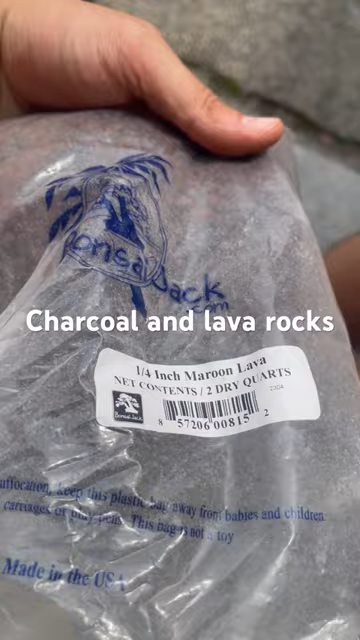 Bonsai Jack
.com
Charcoal and lava rocks
1/4 Inch Maroon Lava
NET CONTENTS / 2 DRY QUARTS
2304
Bonsai Jack
8 57206 00815 2
suffocation, keep this plastic bag away from babies and children
carriages or play pens. This bag is not a toy
Made in the USA